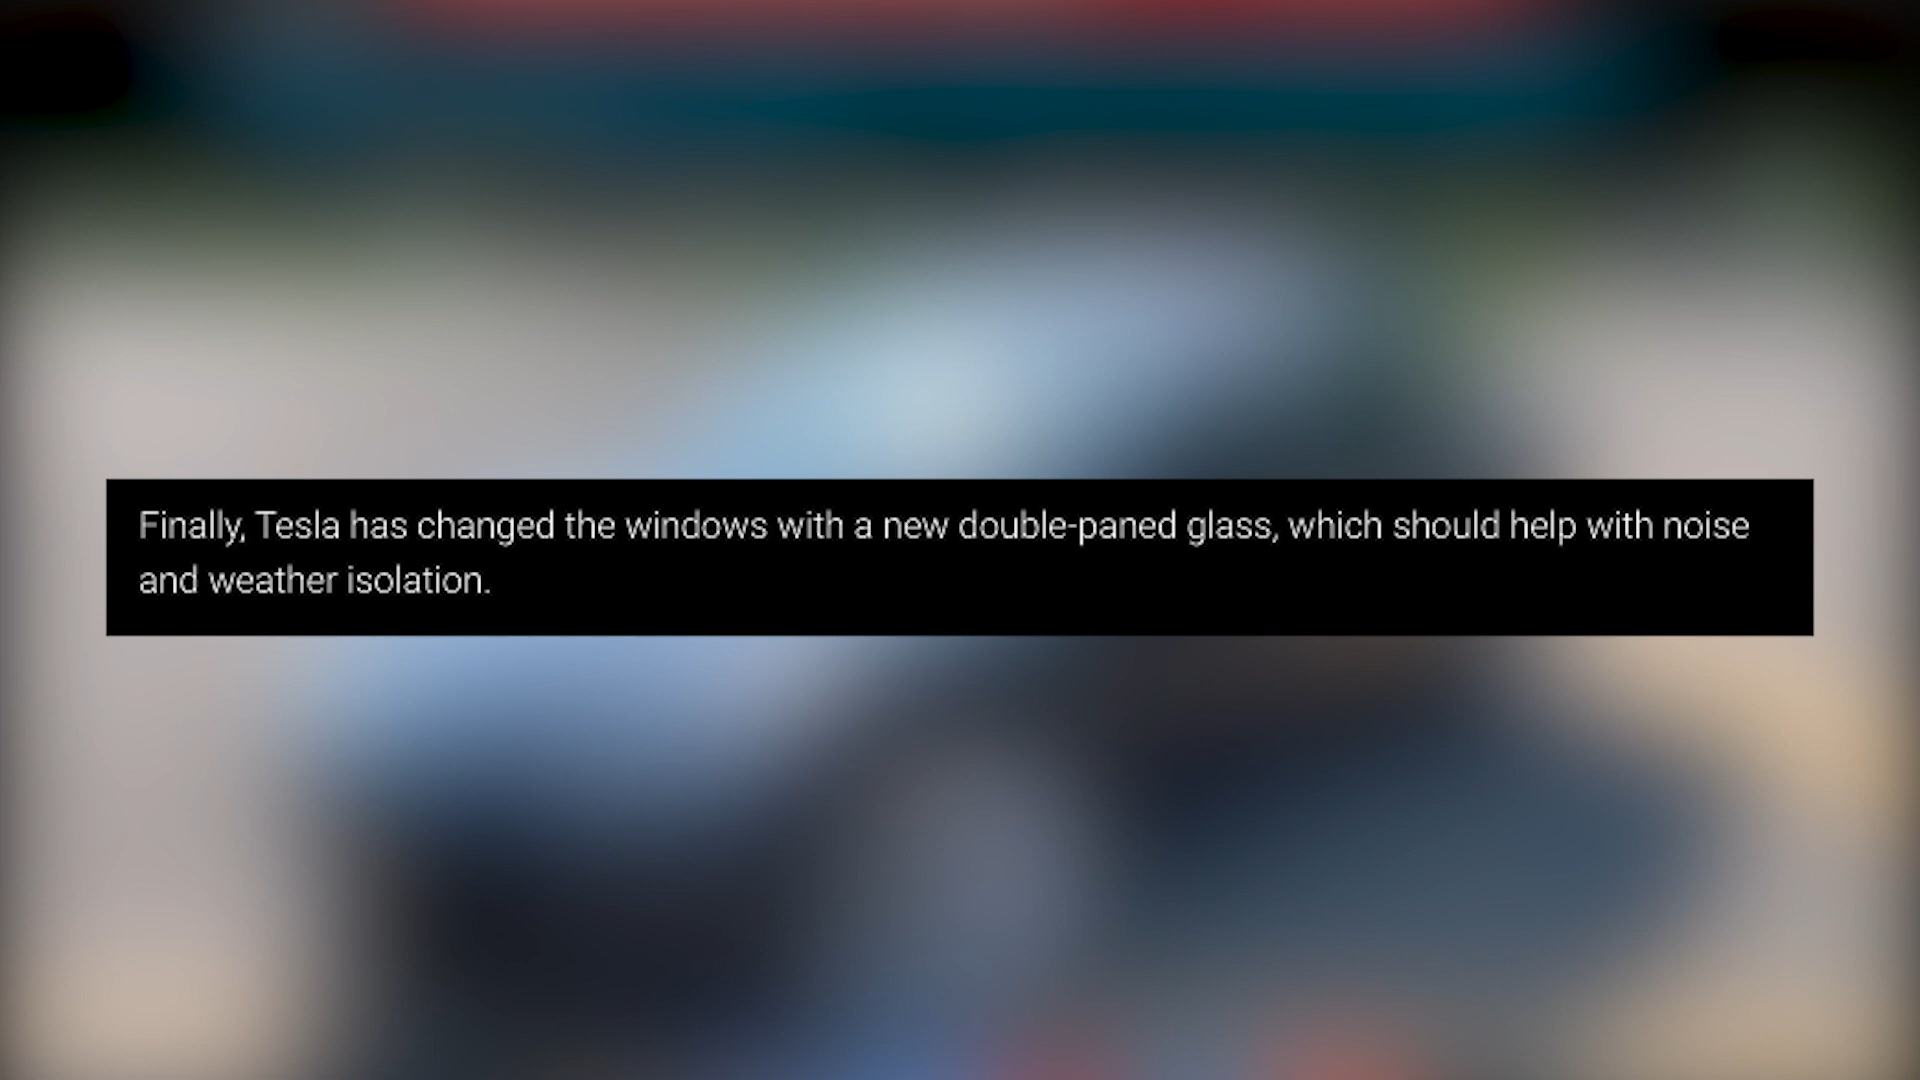 Finally, Tesla has changed the windows with a new double-paned glass, which should help with noise
and weather isolation.